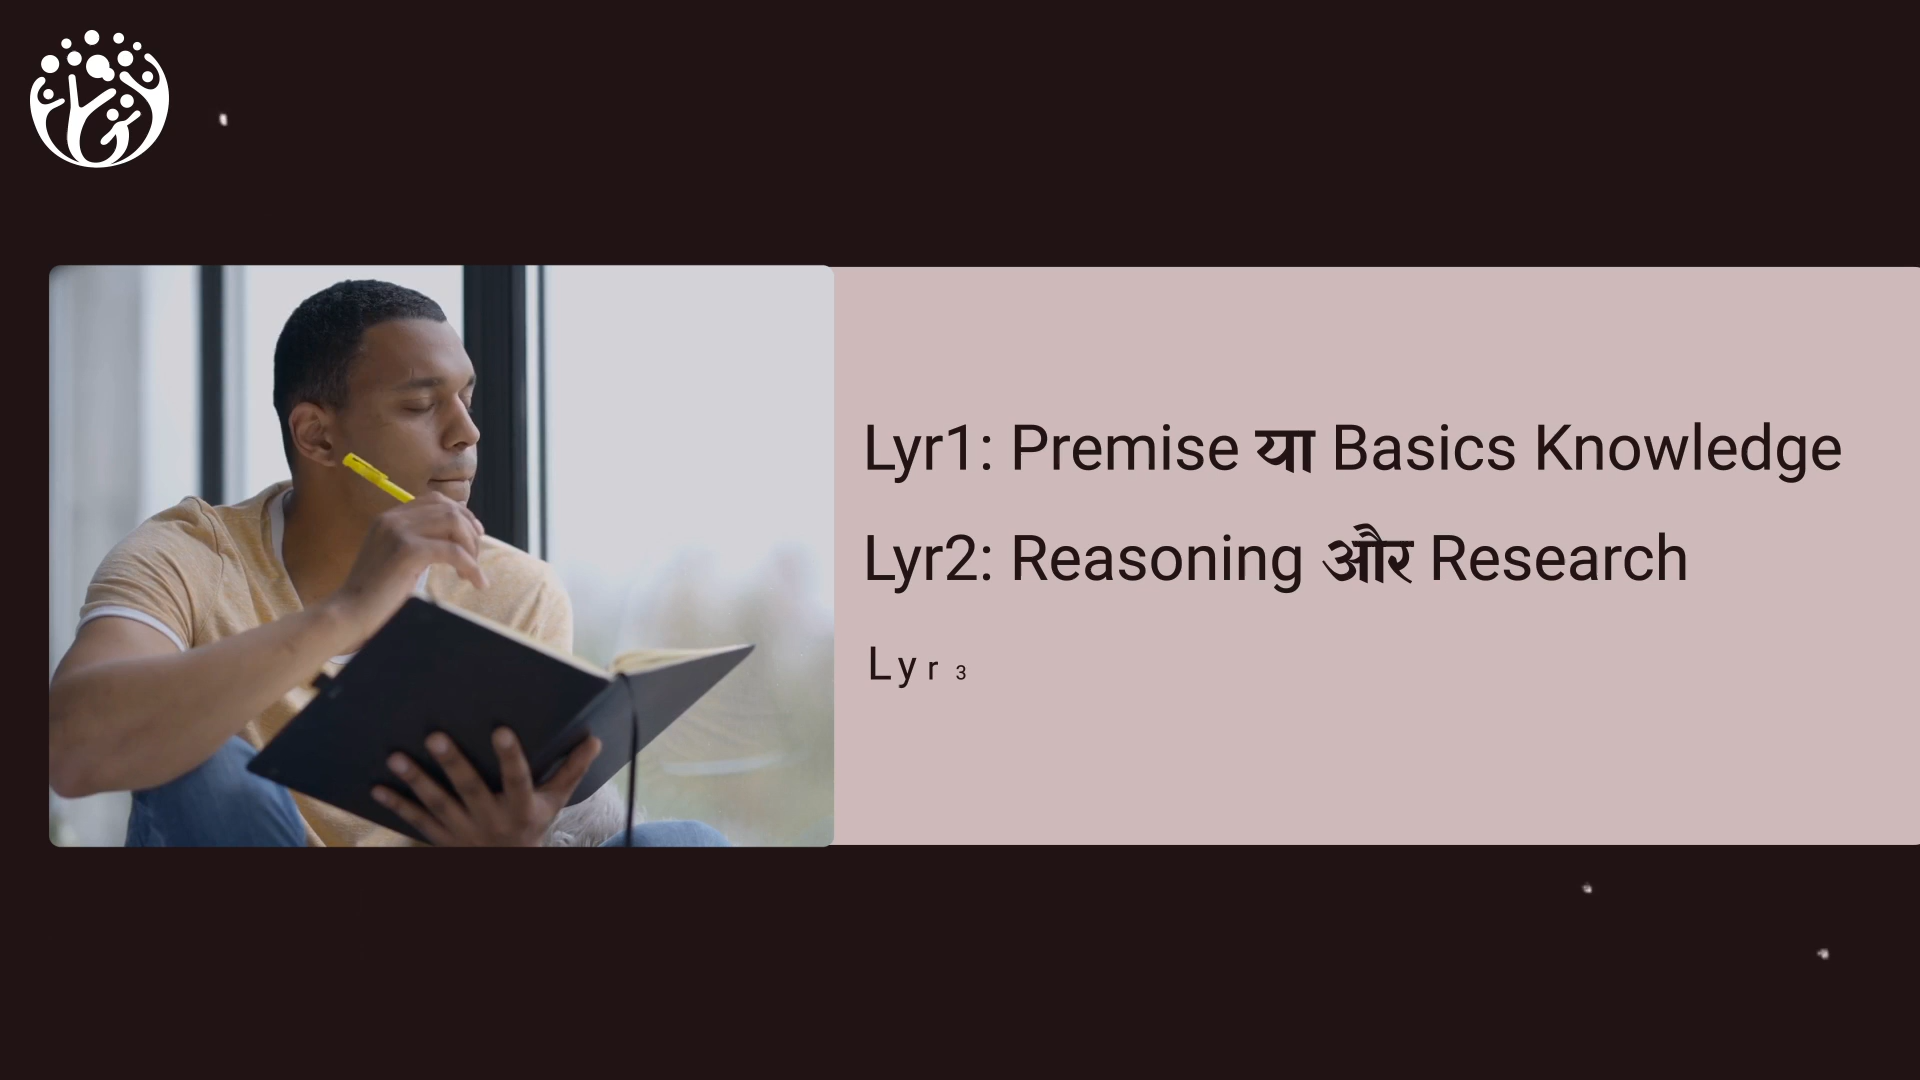 Lyr1: Premise या Basics Knowledge
Lyr2: Reasoning और Research
Lyr 3